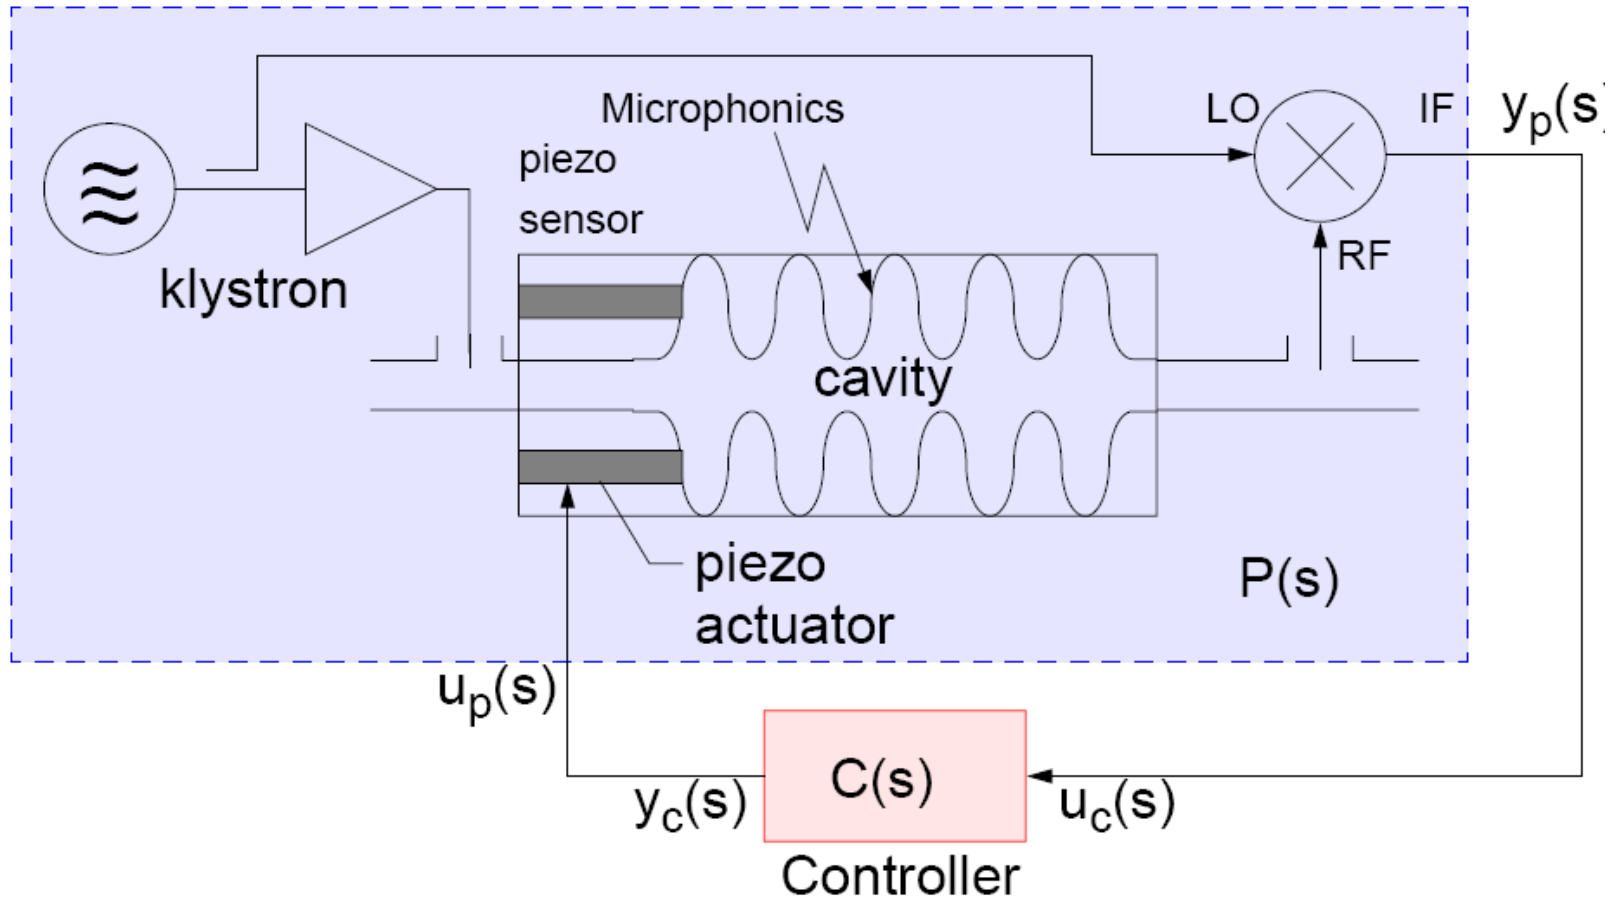 Microphonics
LO
IF
yp(s)
piezo
sensor
RF
klystron
cavity
piezo
actuator
P(s)
up(s)
C(s)
yc(s)
uc(s)
Controller